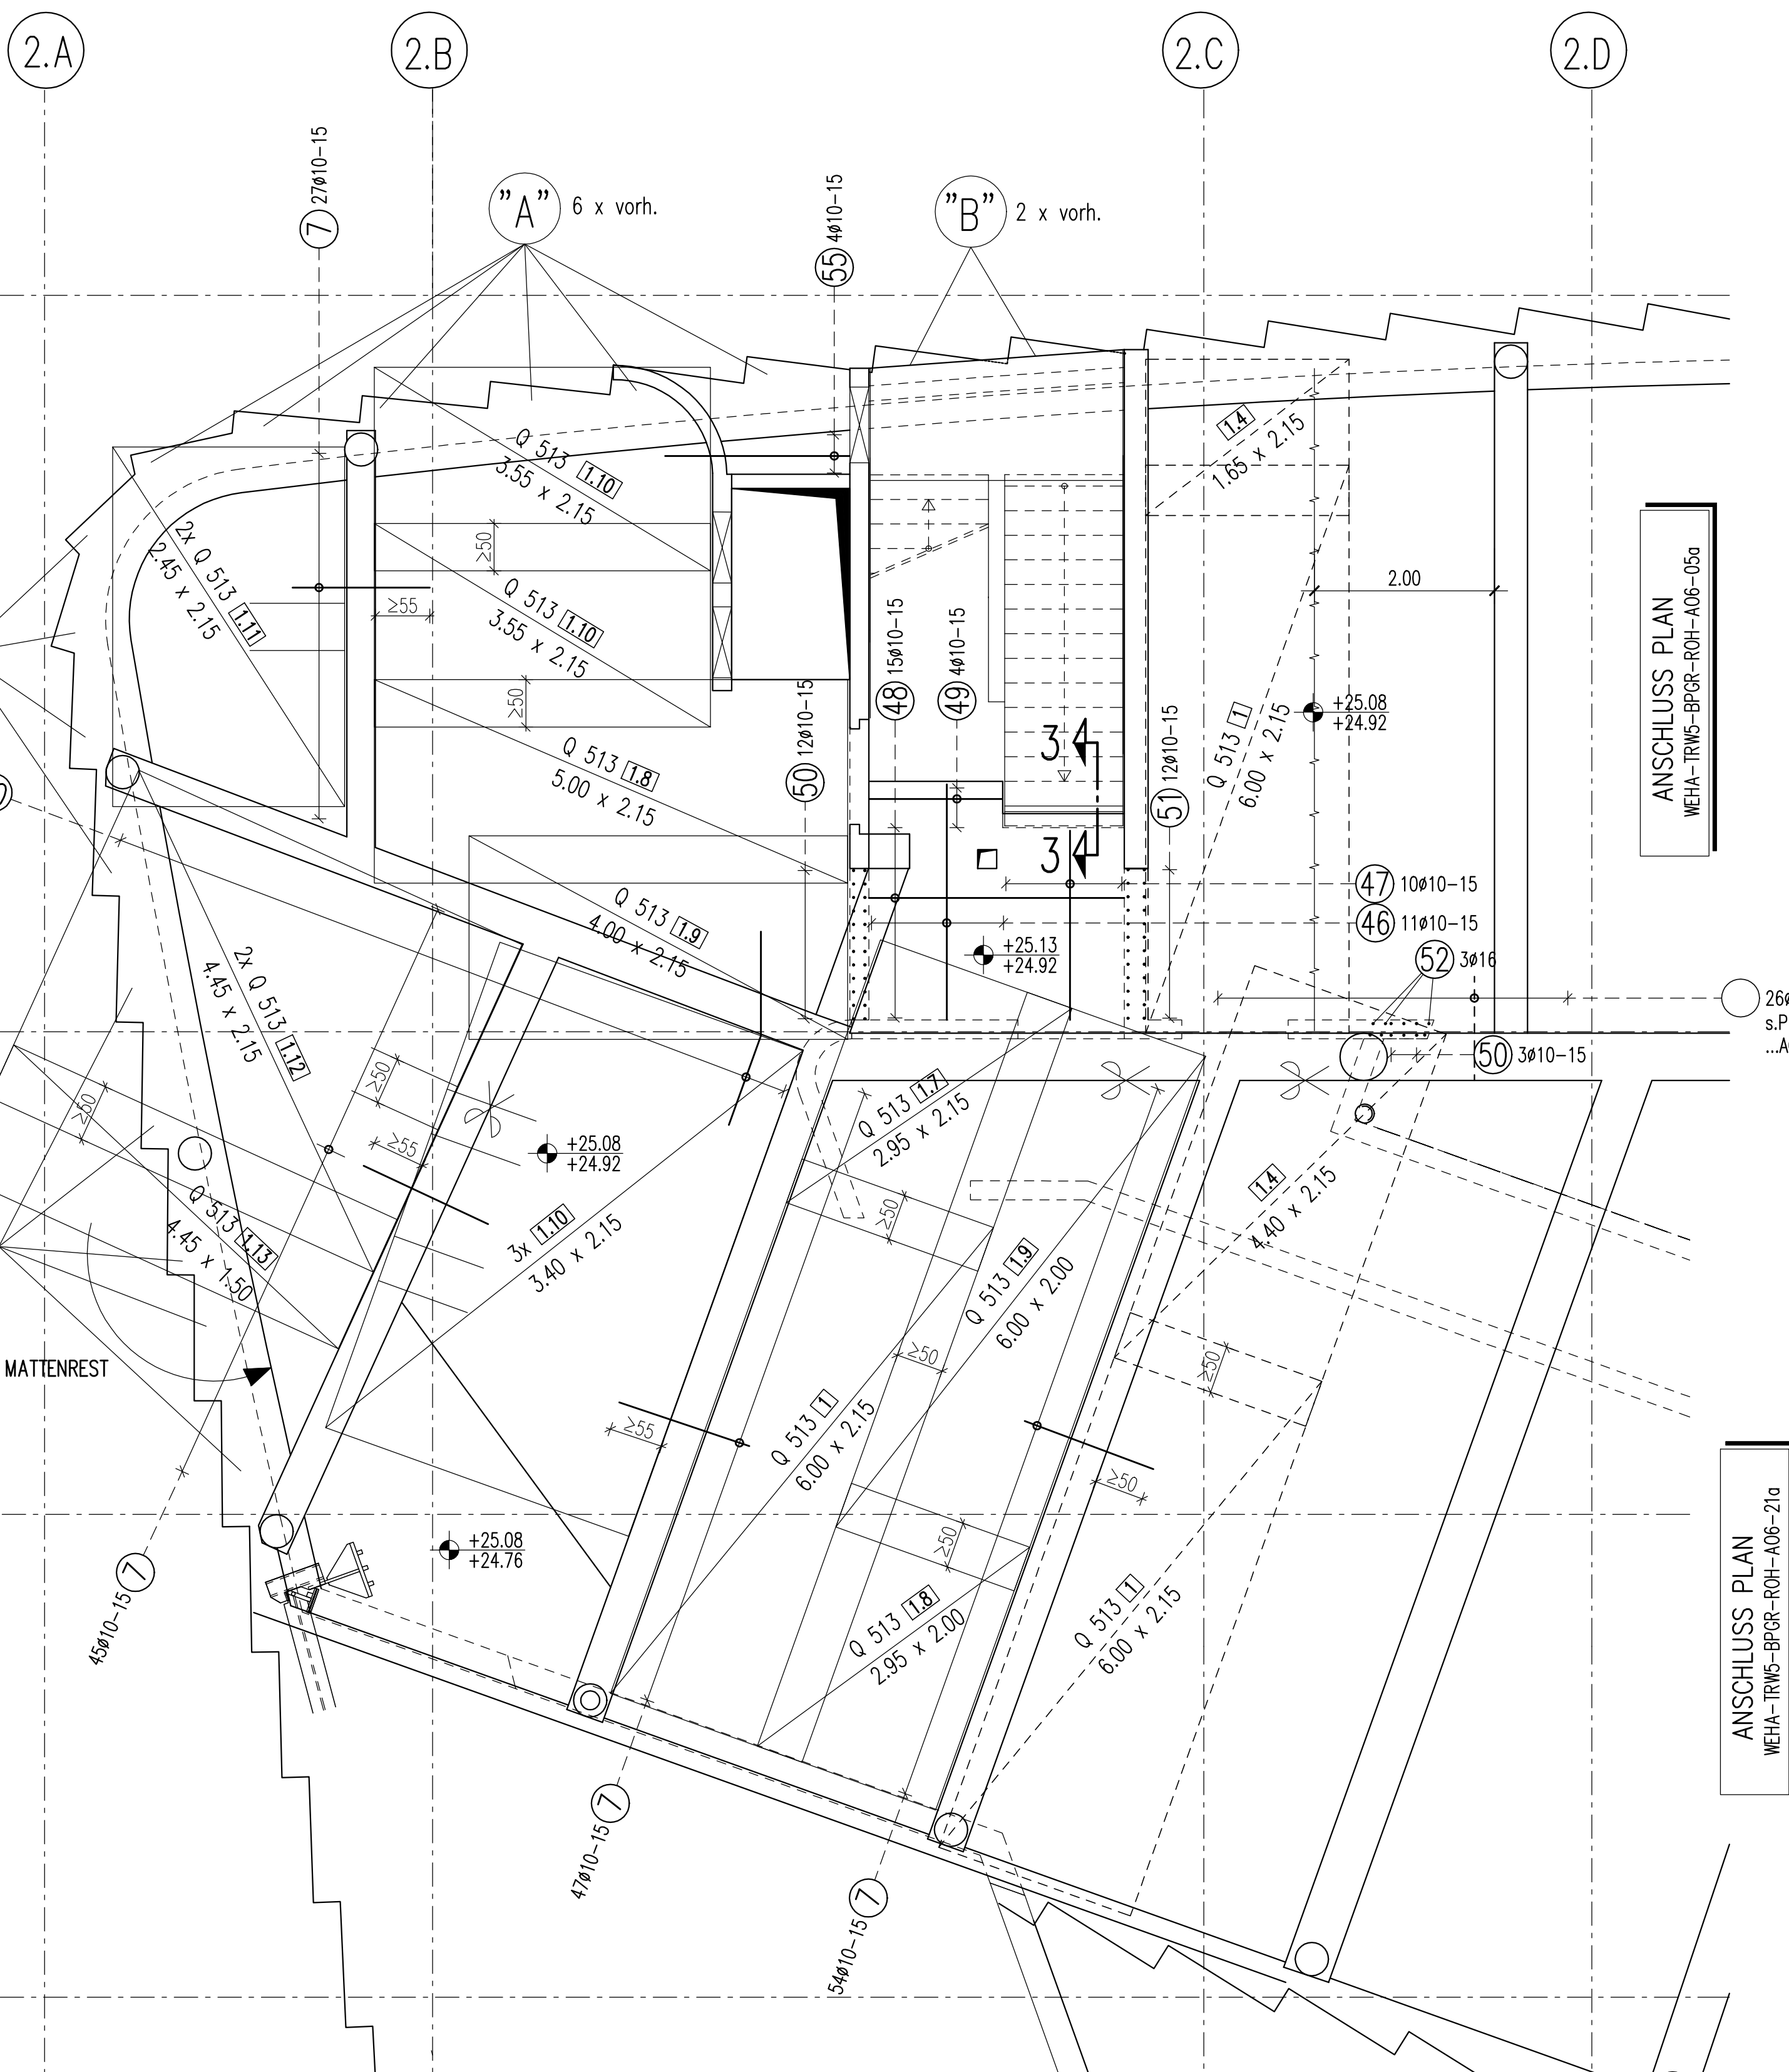 2.A
2.B
2.C
2.D
7 27ø10-15
"A" 6 x vorh.
55 4ø10-15
"B" 2 x vorh.
Q 513 1.10
3.55 x 2.15
≥50
Q 513 1.10
3.55 x 2.15
≥50
2x Q 513 1.11
2.45 x 2.15
≥55
Q 513 1.8
5.00 x 2.15
Q 513 1.9
4.00 x 2.15
50 12ø10-15
48 15ø10-15
49 4ø10-15
3
3
51 12ø10-15
1.4
1.65 x 2.15
Q 513 1
6.00 x 2.15
2.00
+25.08
+24.92
ANSCHLUSS PLAN
WEHA-TRW5-BPGR-ROH-A06-05a
47 10ø10-15
46 11ø10-15
52 3ø16
+25.13
+24.92
26ø
s.P
50 3ø10-15
2x Q 513 1.12
4.45 x 2.15
≥50
≥50
≥55
+25.08
+24.92
Q 513 1.13
4.45 x 1.50
MATTENREST
3x 1.10
3.40 x 2.15
Q 513 1.7
2.95 x 2.15
≥50
Q 513 1.9
6.00 x 2.00
≥50
Q 513 1
6.00 x 2.15
≥55
1.4
4.40 x 2.15
≥50
≥50
≥50
Q 513 1.8
2.95 x 2.00
Q 513 1
6.00 x 2.15
+25.08
+24.76
45ø10-15 7
47ø10-15 7
54ø10-15 7
ANSCHLUSS PLAN
WEHA-TRW5-BPGR-ROH-A06-21a